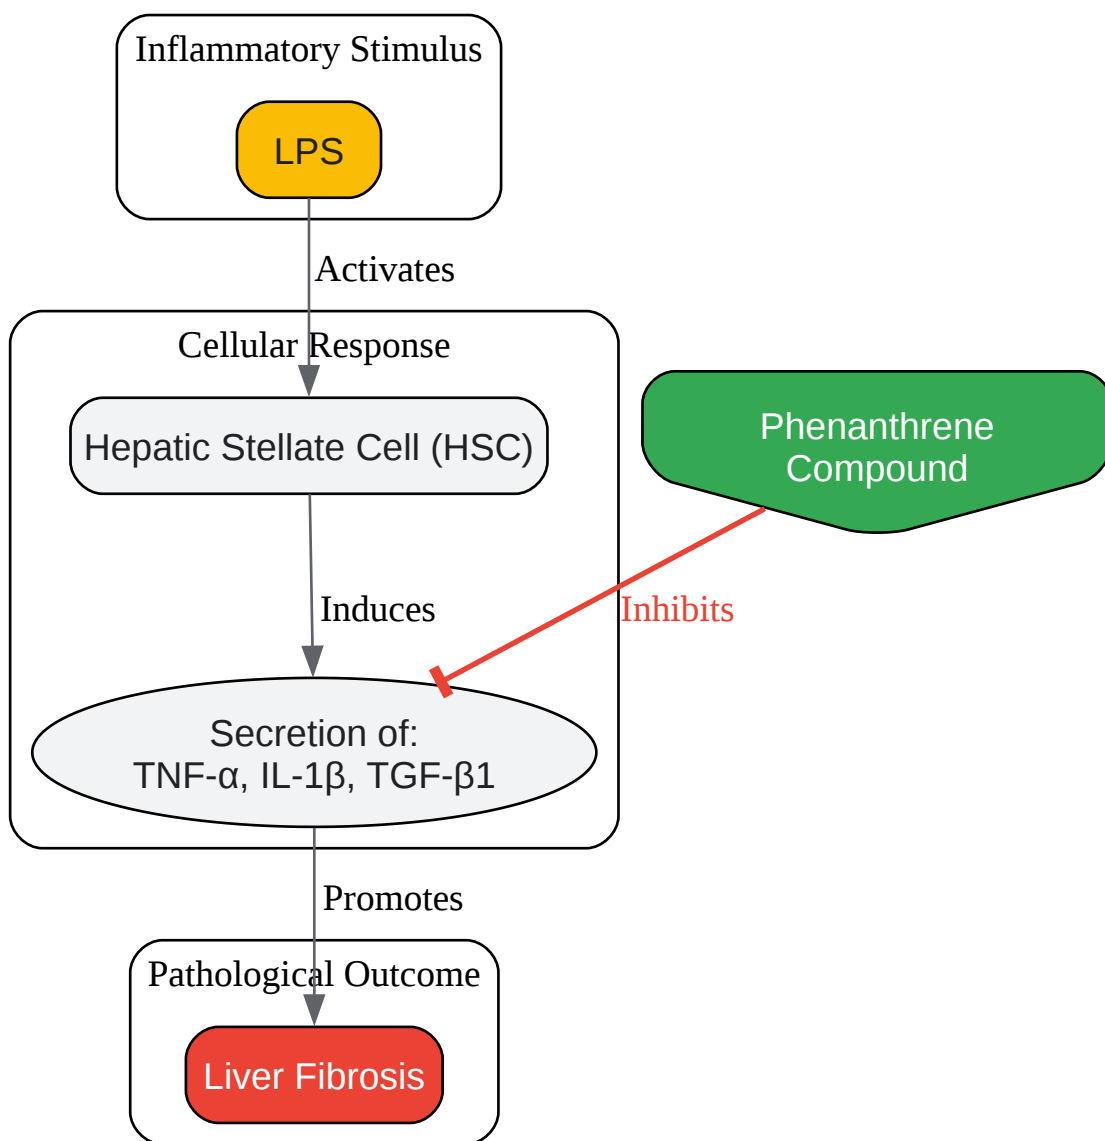 Inflammatory Stimulus
LPS
Activates
Cellular Response
Hepatic Stellate Cell (HSC)
Phenanthrene
Compound
Induces
Inhibits
Secretion of:
TNF-α, IL-1β, TGF-β1
Promotes
Pathological Outcome
Liver Fibrosis